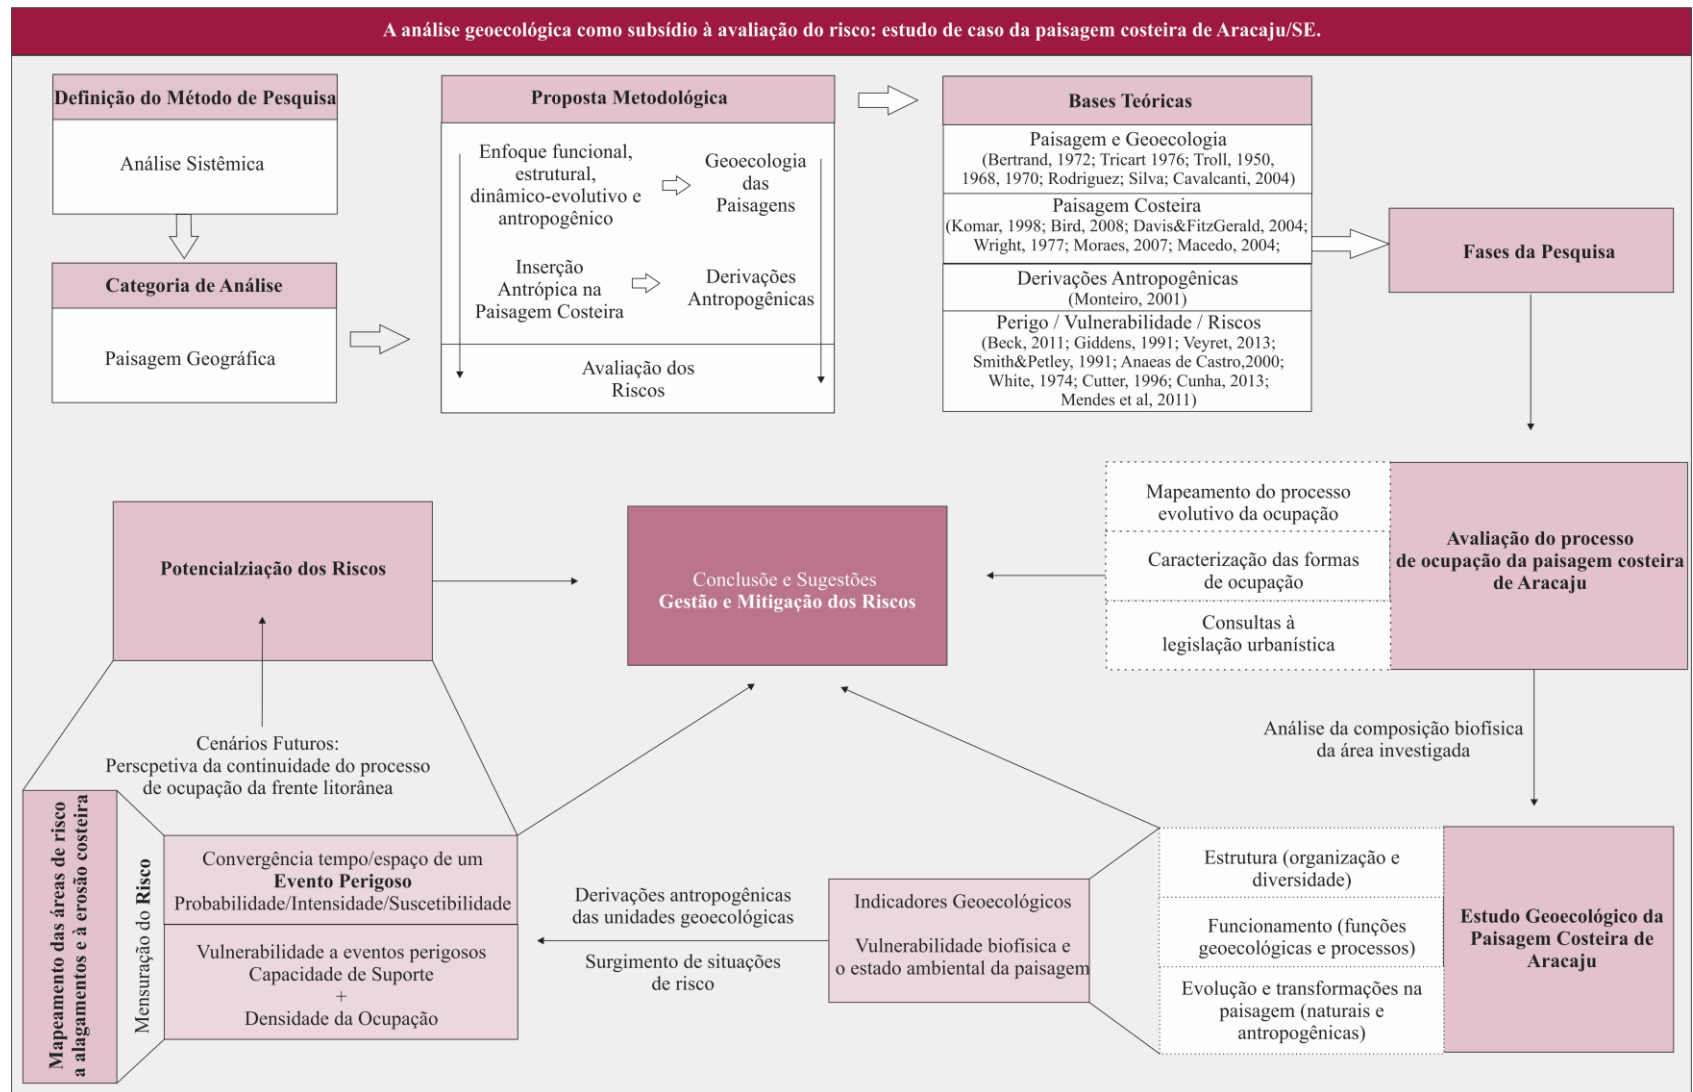 A análise geoecológica como subsídio à avaliação do risco: estudo de caso da paisagem costeira de Aracaju/SE.
Definição do Método de Pesquisa
Análise Sistêmica
Categoria de Análise
Paisagem Geográfica
Proposta Metodológica
Enfoque funcional,
estrutural,
dinâmico-evolutivo e
antropogênico
Geoecologia
das
Paisagens
Inserção
Antrópica na
Paisagem Costeira
Derivações
Antropogênicas
Avaliação dos
Riscos
Bases Teóricas
Paisagem e Geoecologia
(Bertrand, 1972; Tricart 1976; Troll, 1950,
1968, 1970; Rodriguez; Silva; Cavalcanti, 2004)
Paisagem Costeira
(Komar, 1998; Bird, 2008; Davis&FitzGerald, 2004;
Wright, 1977; Moraes, 2007; Macedo, 2004;
Derivações Antropogênicas
(Monteiro, 2001)
Perigo / Vulnerabilidade / Riscos
(Beck, 2011; Giddens, 1991; Veyret, 2013;
Smith&Petley, 1991; Anaeas de Castro,2000;
White, 1974; Cutter, 1996; Cunha, 2013;
Mendes et al, 2011)
Fases da Pesquisa
Mapeamento do processo
evolutivo da ocupação
Caracterização das formas
de ocupação
Consultas à
legislação urbanística
Avaliação do processo
de ocupação da paisagem costeira
de Aracaju
Potencialziação dos Riscos
Conclusõe e Sugestões
Gestão e Mitigação dos Riscos
Análise da composição biofísica
da área investigada
Cenários Futuros:
Perscpetiva da continuidade do processo
de ocupação da frente litorânea
Mapeamento das áreas de risco
a alagamentos e à erosão costeira
Mensuração do Risco
Convergência tempo/espaço de um
Evento Perigoso
Probabilidade/Intensidade/Suscetibilidade
Vulnerabilidade a eventos perigosos
Capacidade de Suporte
+
Densidade da Ocupação
Derivações antropogênicas
das unidades geoecológicas
Surgimento de situações
de risco
Indicadores Geoecológicos
Vulnerabilidade biofísica e
o estado ambiental da paisagem
Estrutura (organização e
diversidade)
Funcionamento (funções
geoecológicas e processos)
Evolução e transformações na
paisagem (naturais e
antropogênicas)
Estudo Geoecológico da
Paisagem Costeira de
Aracaju